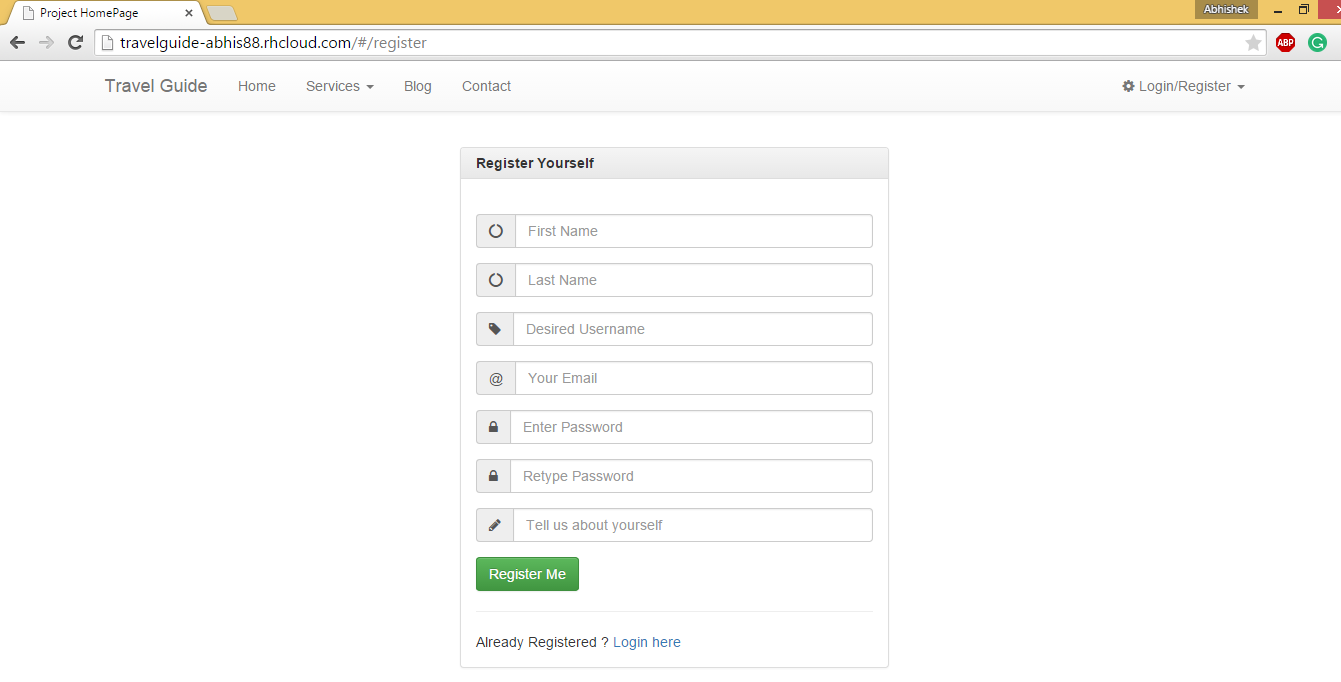 Project HomePage
Abhishek
travelguide-abhis88.rhcloud.com/#/register
ABP
G
Travel Guide Home Services Blog Contact Login/Register
Register Yourself
First Name
Last Name
Desired Username
@ Your Email
Enter Password
Retype Password
Tell us about yourself
Register Me
Already Registered ? Login here